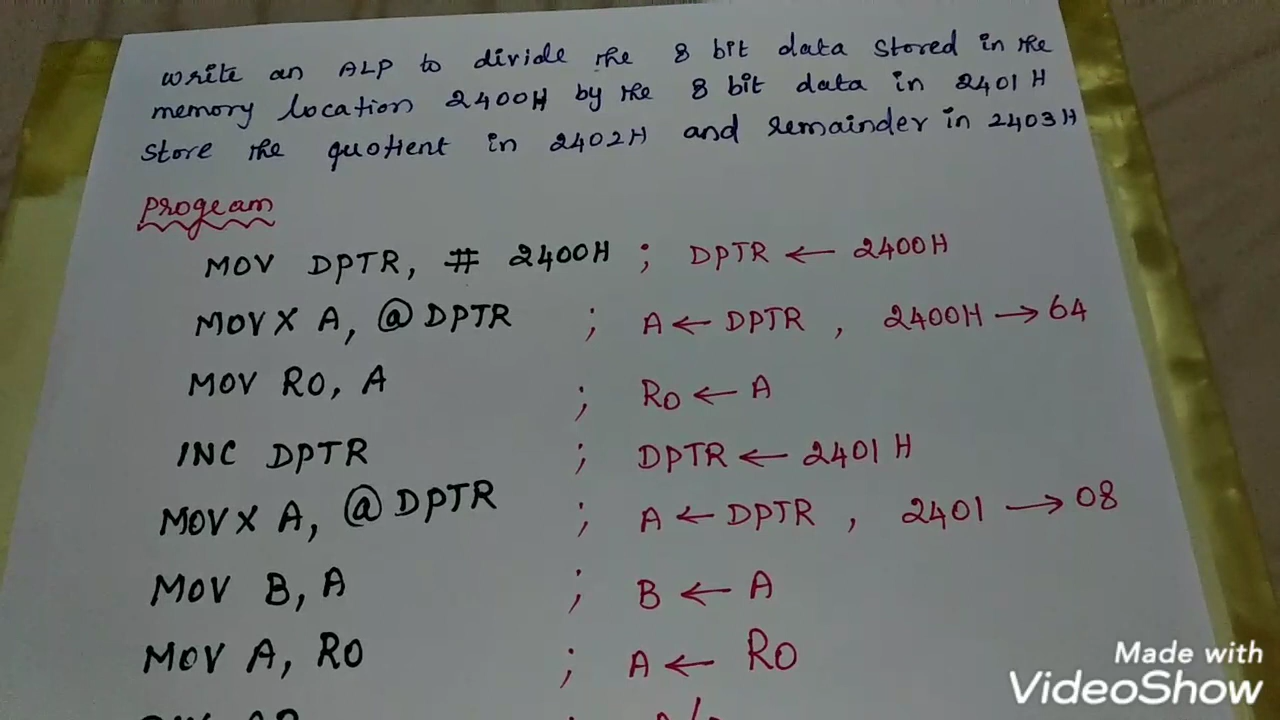 write an ALP to divide the 8 bit data stored in the
memory location 2400H by the 8 bit data in 2401H
store the quotient in 2402H and remainder in 2403H
Program
MOV DPTR, # 2400H ; DPTR ← 2400H
MOVX A, @DPTR ; A ← DPTR , 2400H → 64
MOV R0, A ; R0 ← A
INC DPTR ; DPTR ← 2401H
MOVX A, @DPTR ; A ← DPTR , 2401 → 08
MOV B, A ; B ← A
MOV A, R0 ; A ← R0
Made with
VideoShow